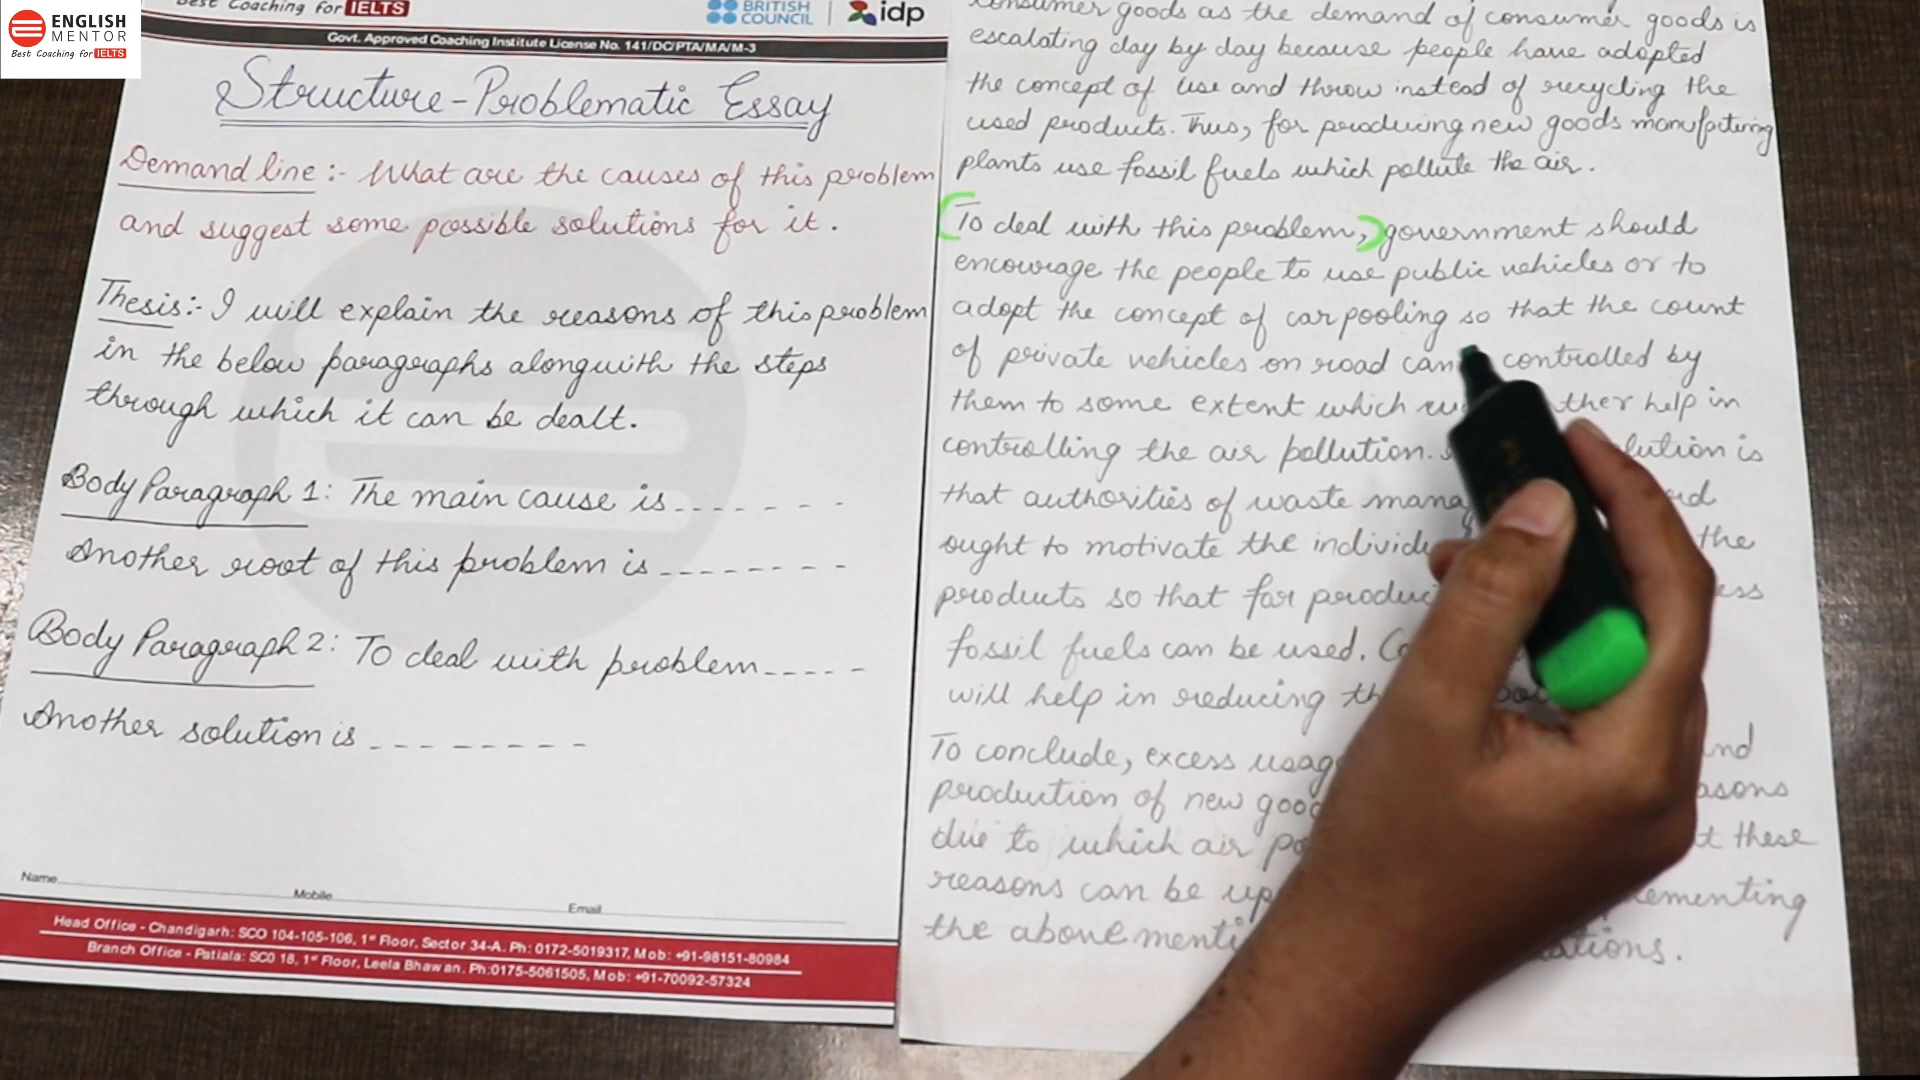 ENGLISH
MENTOR
Best Coaching for IELTS
Best Coaching for IELTS
BRITISH
COUNCIL
idp
Govt. Approved Coaching Institute License No. 141/DC/PTA/MA/M-3
Structure-Problematic Essay
Demand line :- What are the causes of this problem
and suggest some possible solutions for it.
Thesis:- I will explain the reasons of this problem
in the below paragraphs alongwith the steps
through which it can be dealt.
Body Paragraph 1: The main cause is - - - - - - -
Another root of this problem is - - - - - - - -
Body Paragraph 2: To deal with problem - - - - -
Another solution is - - - - - - - - -
Name
Mobile
Email
Head Office - Chandigarh: SCO 104-105-106, 1st Floor, Sector 34-A. Ph: 0172-5019317, Mob: +91-98151-80984
Branch Office - Patiala: SCO 18, 1st Floor, Leela Bhawan. Ph:0175-5061505, Mob: +91-70092-57324
consumer goods as the demand of consumer goods is
escalating day by day because people have adopted
the concept of use and throw instead of recycling the
used products. Thus, for producing new goods manufacturing
plants use fossil fuels which pollute the air.
(To deal with this problem,) government should
encourage the people to use public vehicles or to
adopt the concept of car pooling so that the count
of private vehicles on road can controlled by
them to some extent which help in
controlling the air pollution. is
that authorities of waste
ought to motivate the the
products so that for
fossil fuels can be used.
will help in reducing
To conclude, excess
production of new
due to which air these
reasons can be
the above